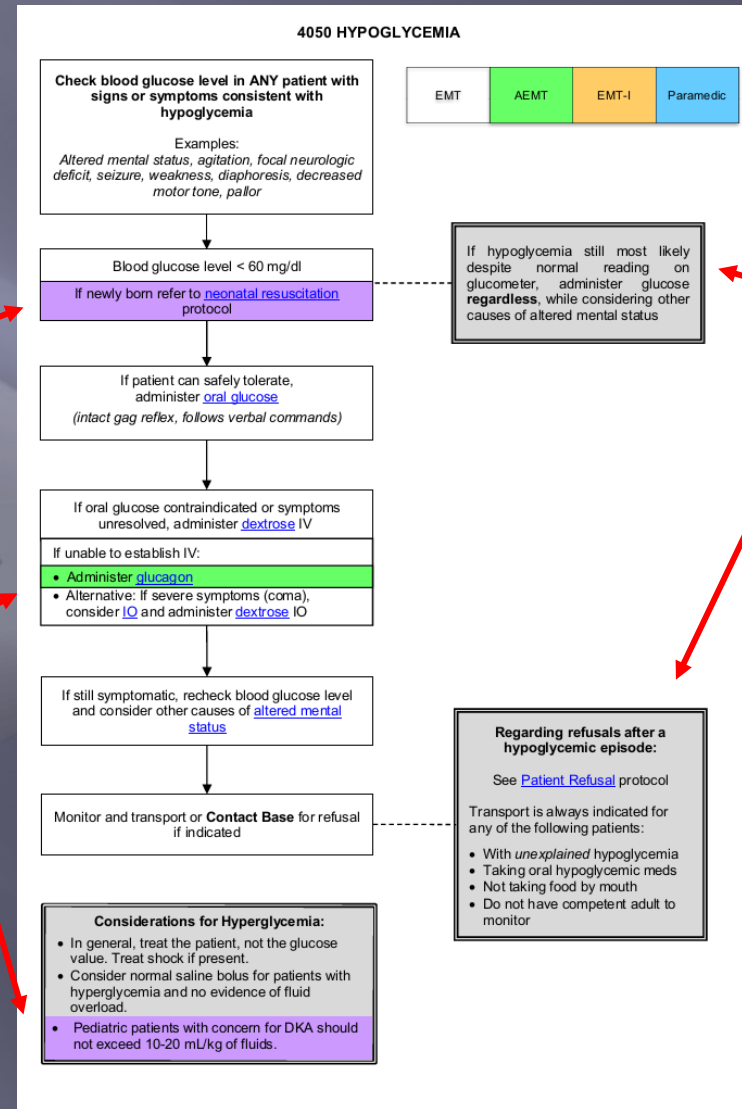 4050 HYPOGLYCEMIA
Check blood glucose level in ANY patient with
signs or symptoms consistent with
hypoglycemia
Examples:
Altered mental status, agitation, focal neurologic
deficit, seizure, weakness, diaphoresis, decreased
motor tone, pallor
EMT
AEMT
EMT-I
Paramedic
Blood glucose level < 60 mg/dl
If newly born refer to neonatal resuscitation
protocol
If hypoglycemia still most likely
despite normal reading on
glucometer, administer glucose
regardless, while considering other
causes of altered mental status
If patient can safely tolerate,
administer oral glucose
(intact gag reflex, follows verbal commands)
If oral glucose contraindicated or symptoms
unresolved, administer dextrose IV
If unable to establish IV:
• Administer glucagon
• Alternative: If severe symptoms (coma),
consider IO and administer dextrose IO
If still symptomatic, recheck blood glucose level
and consider other causes of altered mental
status
Monitor and transport or Contact Base for refusal
if indicated
Regarding refusals after a
hypoglycemic episode:
See Patient Refusal protocol
Transport is always indicated for
any of the following patients:
• With unexplained hypoglycemia
• Taking oral hypoglycemic meds
• Not taking food by mouth
• Do not have competent adult to
monitor
Considerations for Hyperglycemia:
• In general, treat the patient, not the glucose
value. Treat shock if present.
• Consider normal saline bolus for patients with
hyperglycemia and no evidence of fluid
overload.
• Pediatric patients with concern for DKA should
not exceed 10-20 mL/kg of fluids.